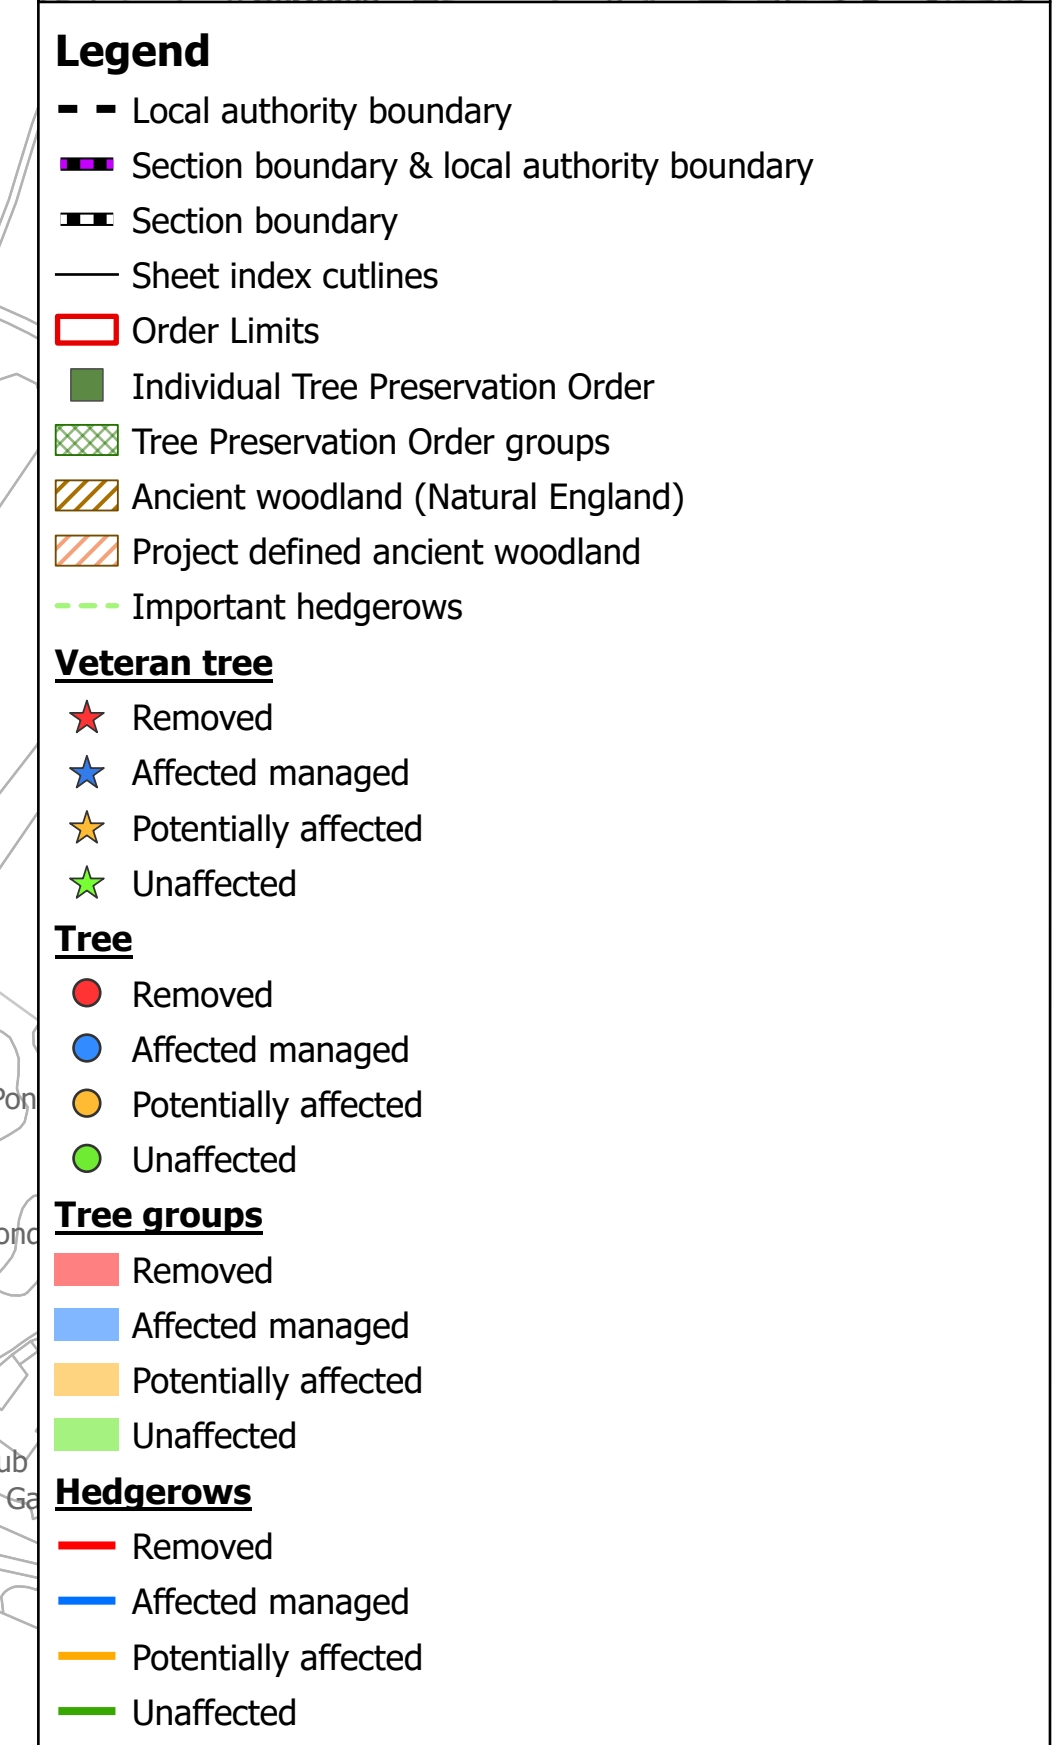 Legend
Local authority boundary
Section boundary & local authority boundary
Section boundary
Sheet index cutlines
Order Limits
Individual Tree Preservation Order
Tree Preservation Order groups
Ancient woodland (Natural England)
Project defined ancient woodland
Important hedgerows
Veteran tree
Removed
Affected managed
Potentially affected
Unaffected
Tree
Removed
Affected managed
Potentially affected
Unaffected
Tree groups
Removed
Affected managed
Potentially affected
Unaffected
Hedgerows
Removed
Affected managed
Potentially affected
Unaffected